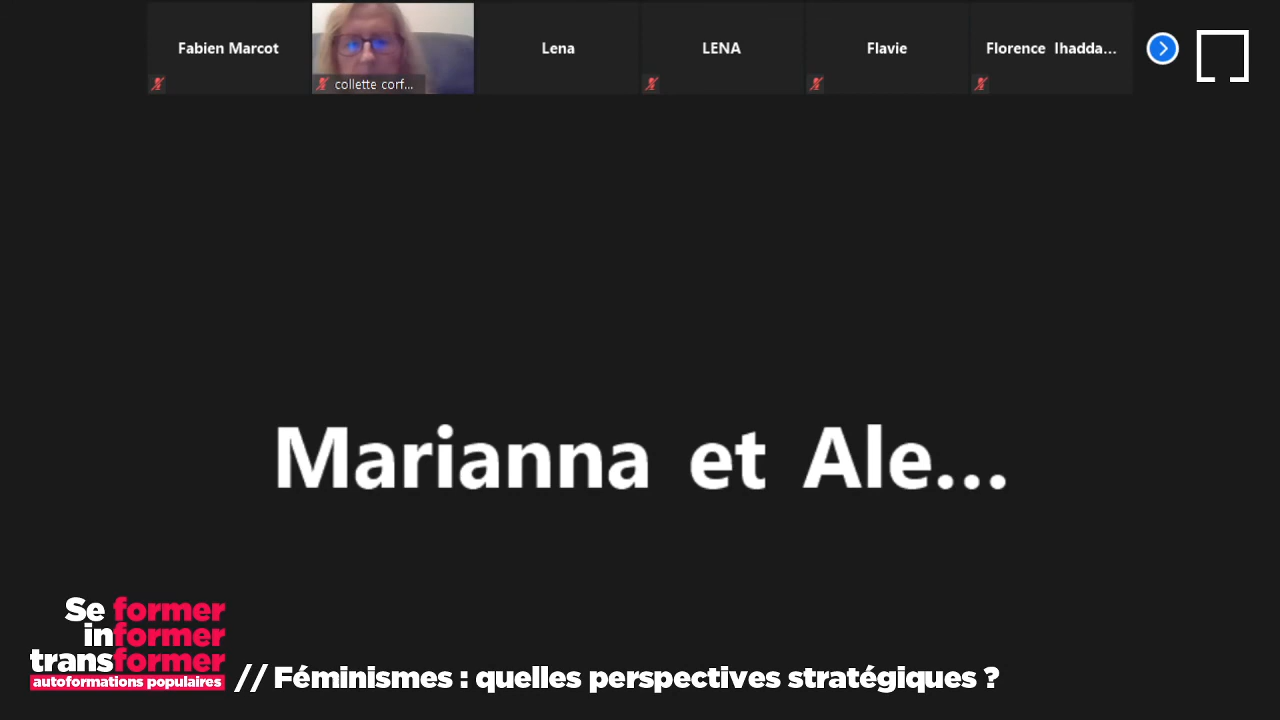 Fabien Marcot
collette corf...
Lena
LENA
Flavie
Florence Ihadda...
Marianna et Ale...
Se former
informer
transformer
autoformations populaires
// Féminismes : quelles perspectives stratégiques ?